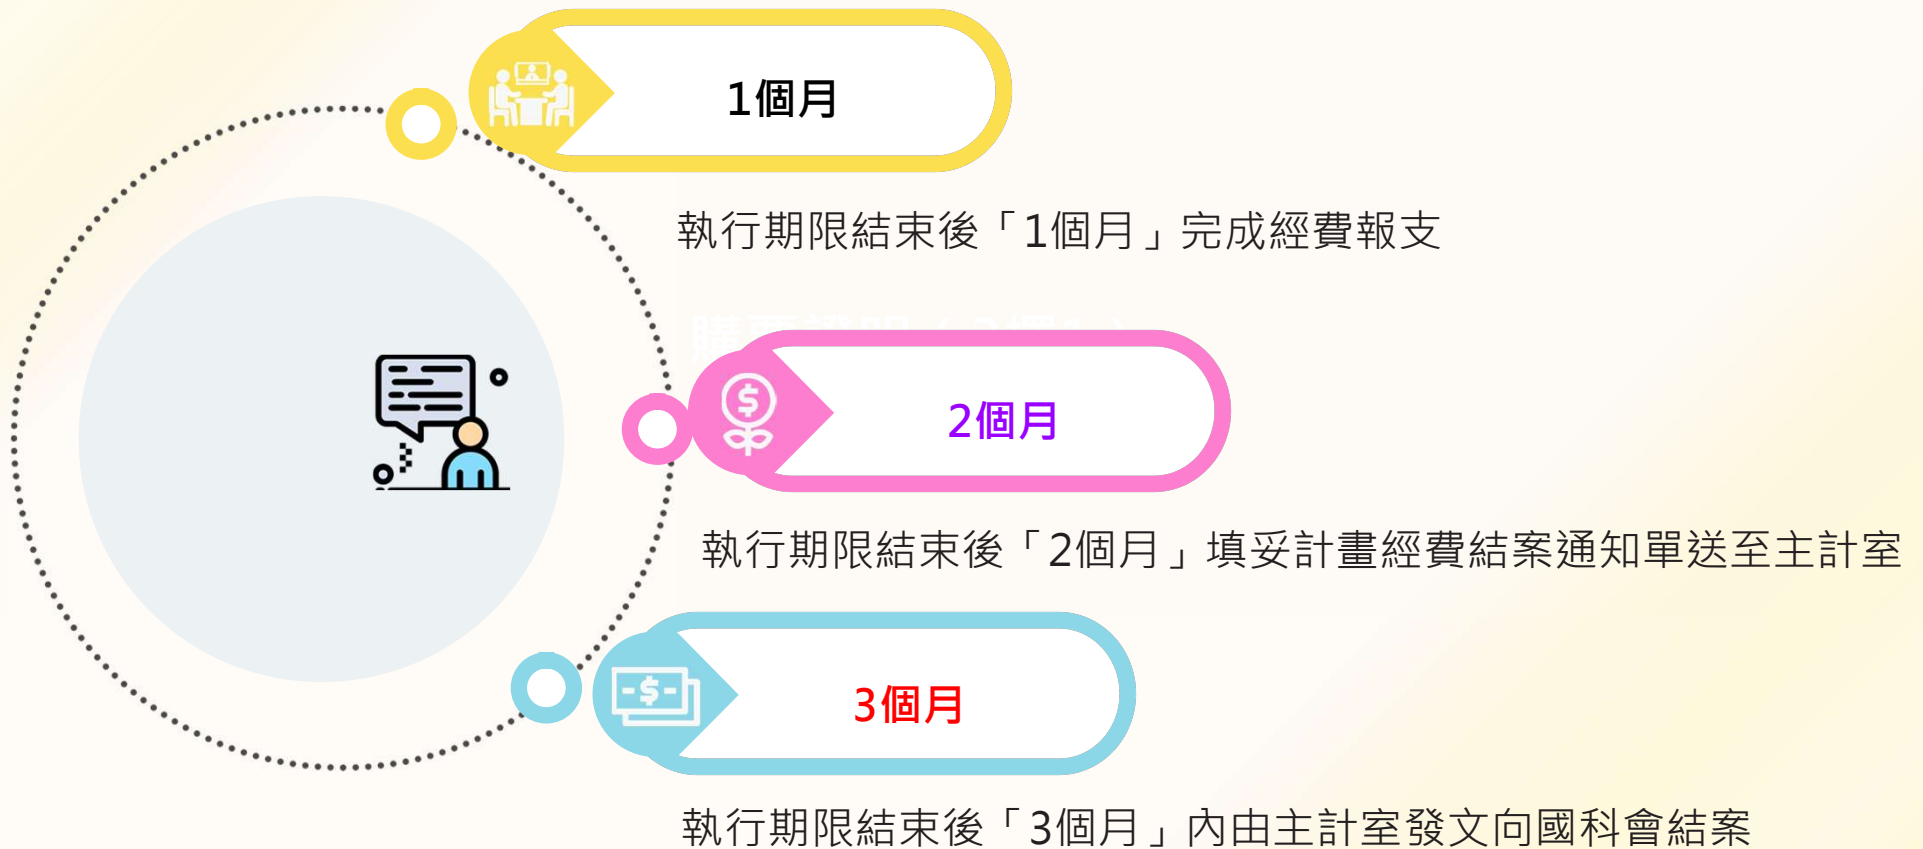 1個月
執行期限結束後「1個月」完成經費報支
2個月
執行期限結束後「2個月」填妥計畫經費結案通知單送至主計室
3個月
執行期限結束後「3個月」內由主計室發文向國科會結案